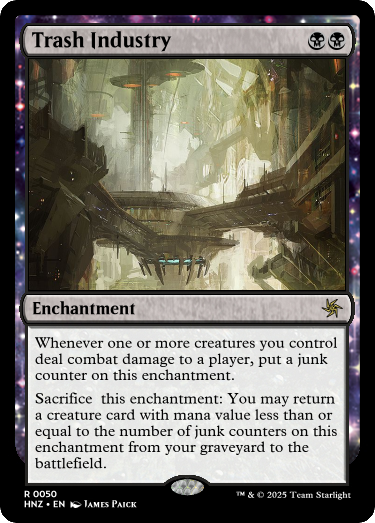 Trash Industry
Enchantment
Whenever one or more creatures you control
deal combat damage to a player, put a junk
counter on this enchantment.
Sacrifice  this enchantment: You may return
a creature card with mana value less than or
equal to the number of junk counters on this
enchantment from your graveyard to the
battlefield.
R 0050
HNZ • EN James Paick
™ & © 2025 Team Starlight